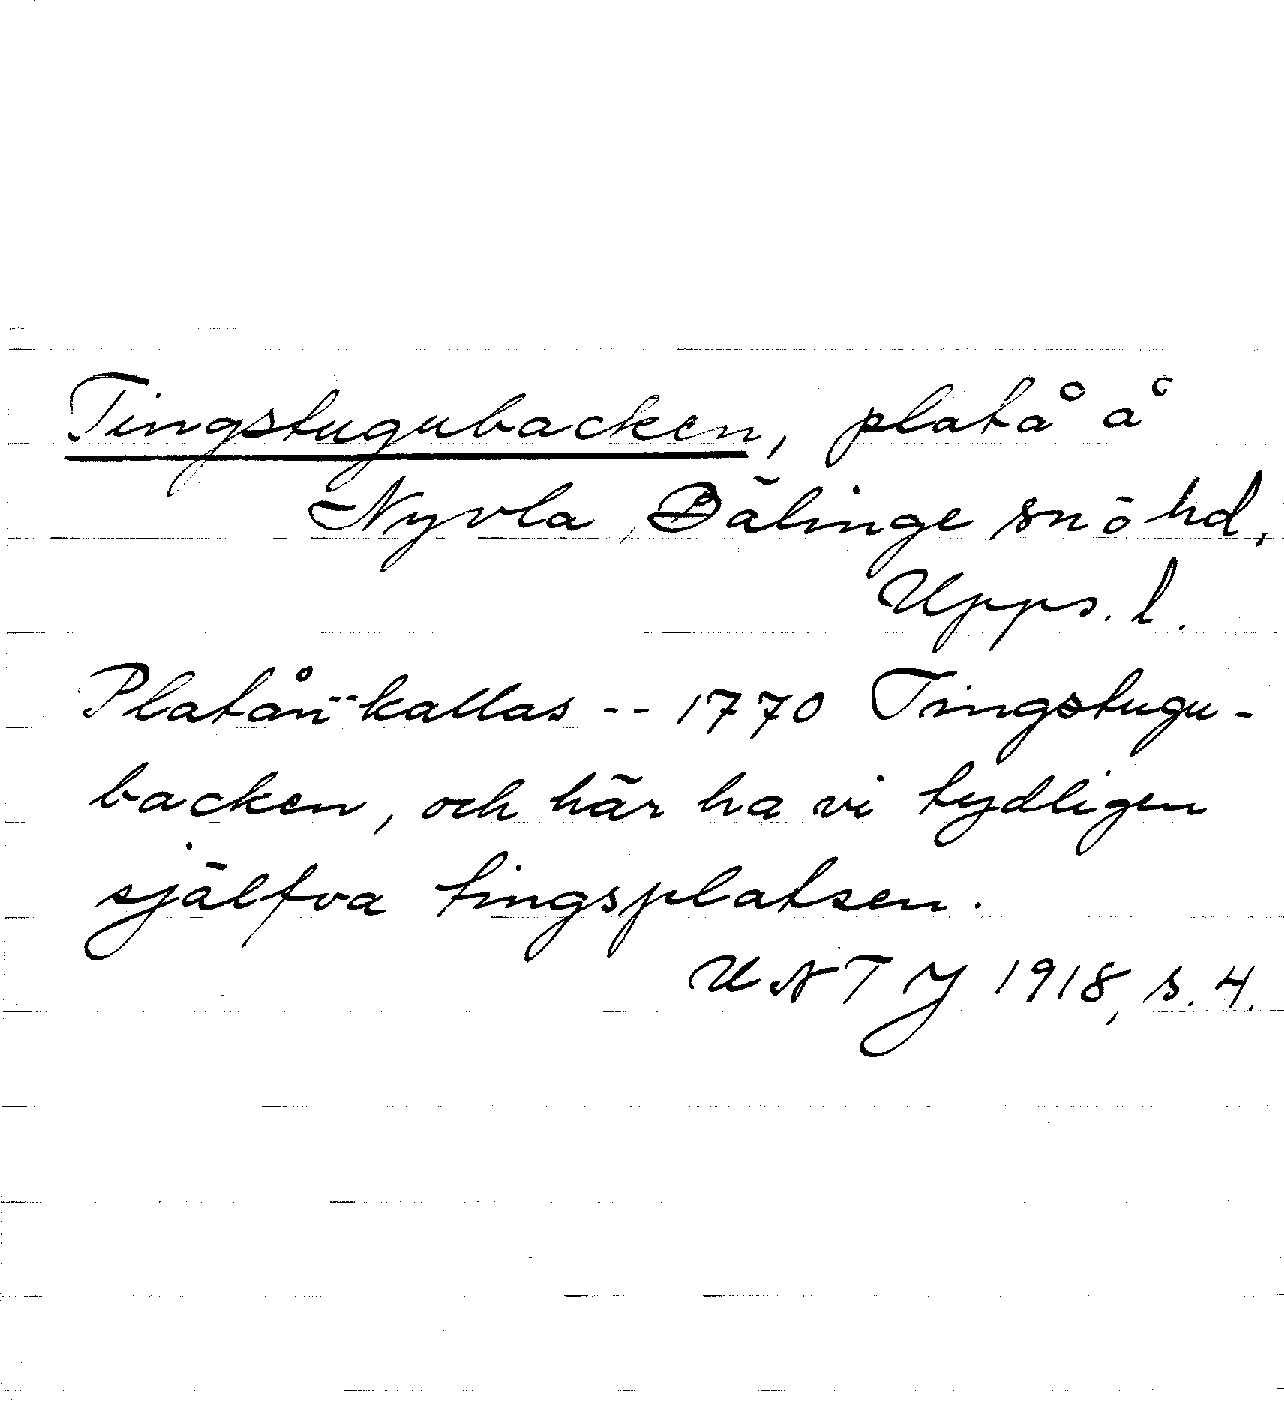 Tingstugubacken, platå å
Nyvla, Bälinge sn o hd,
Upps. l.
Platån -- kallas -- 1770 Tingstugu-
backen, och här ha vi tydligen
själfva tingsplatsen.
UNT J 1918, s. 4.